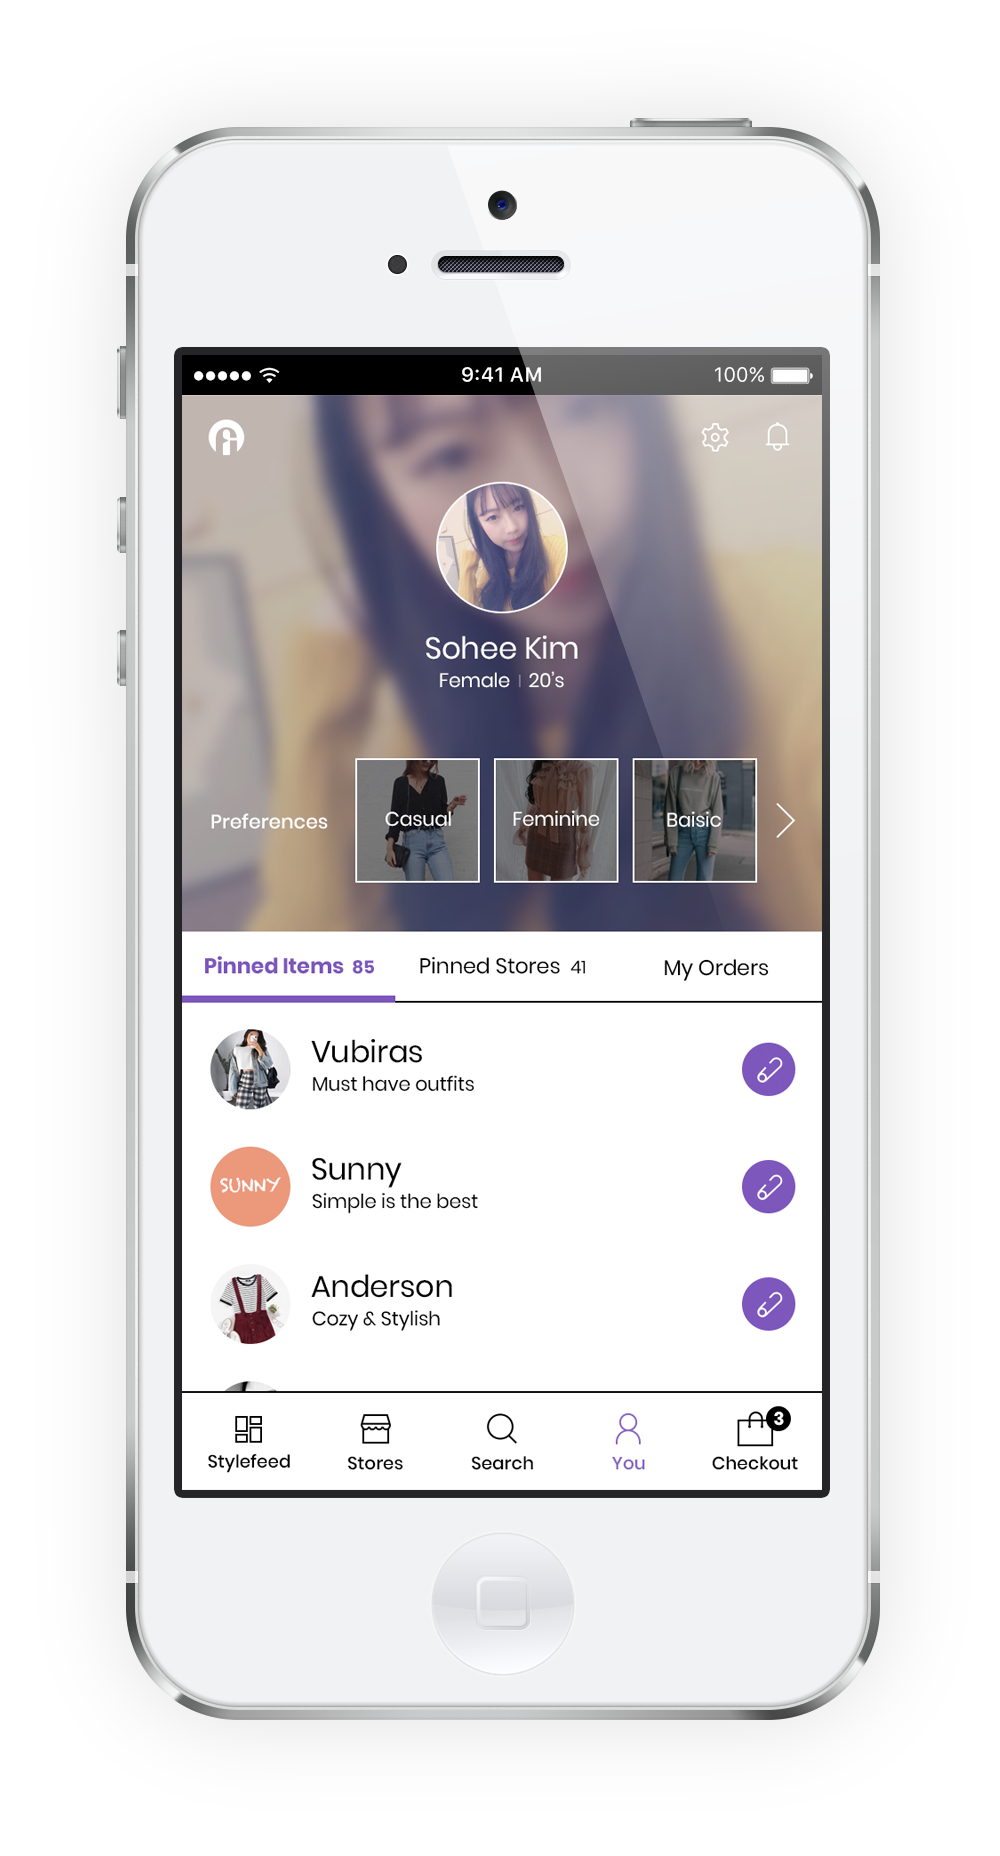 9:41 AM
100%
Sohee Kim
Female | 20's
Preferences
Casual
Feminine
Baisic
Pinned Items 85
Pinned Stores 41
My Orders
Vubiras
Must have outfits
SUNNY
Sunny
Simple is the best
Anderson
Cozy & Stylish
3
Stylefeed
Stores
Search
You
Checkout